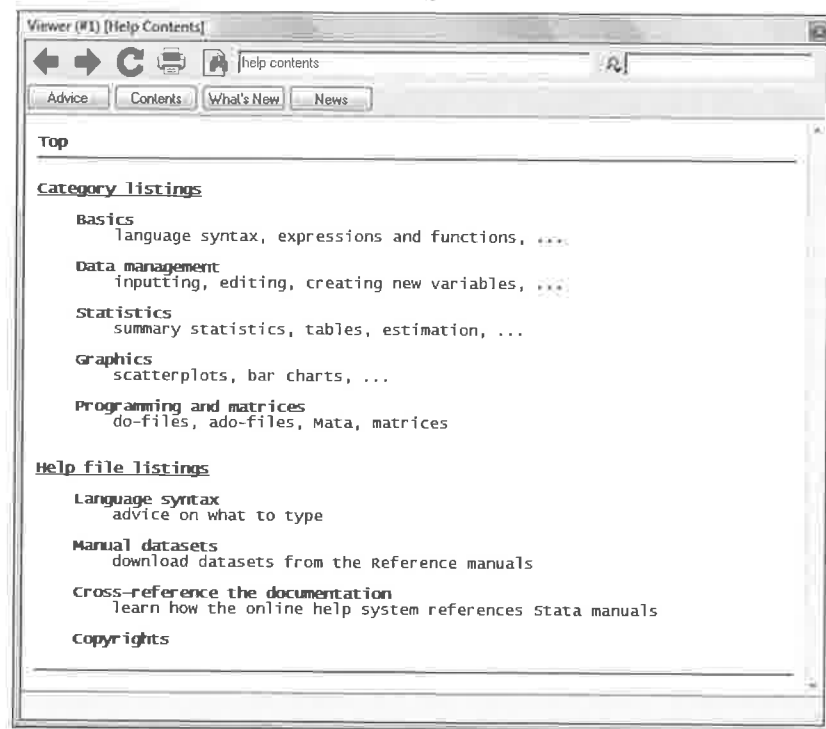 Viewer (#1) [Help Contents]
help contents
Advice Contents What's New News
Top
Category listings
Basics
language syntax, expressions and functions, ...
Data management
inputting, editing, creating new variables, ...
Statistics
summary statistics, tables, estimation, ...
Graphics
scatterplots, bar charts, ...
Programming and matrices
do-files, ado-files, Mata, matrices
Help file listings
Language syntax
advice on what to type
Manual datasets
download datasets from the Reference manuals
Cross-reference the documentation
learn how the online help system references Stata manuals
Copyrights